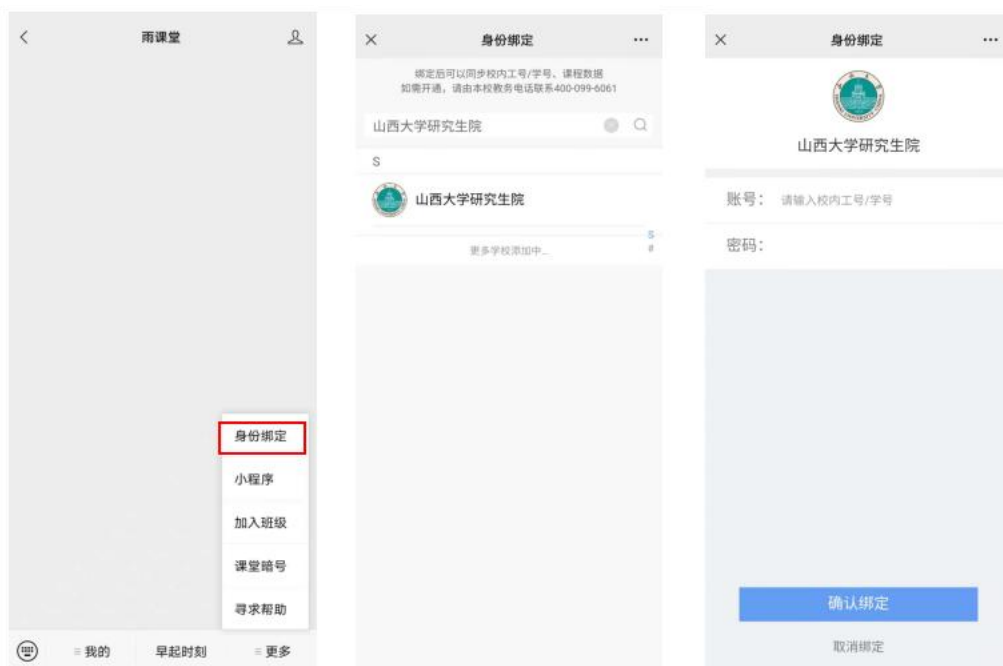 雨课堂
身份绑定
小程序
加入班级
课堂暗号
寻求帮助
我的
早起时刻
更多
身份绑定
绑定后可以同步校内工号/学号、课程数据
如需开通，请由本校教务电话联系400-099-6061
山西大学研究生院
S
山西大学研究生院
S
#
更多学校添加中...
身份绑定
山西大学研究生院
账号： 请输入校内工号/学号
密码：
确认绑定
取消绑定